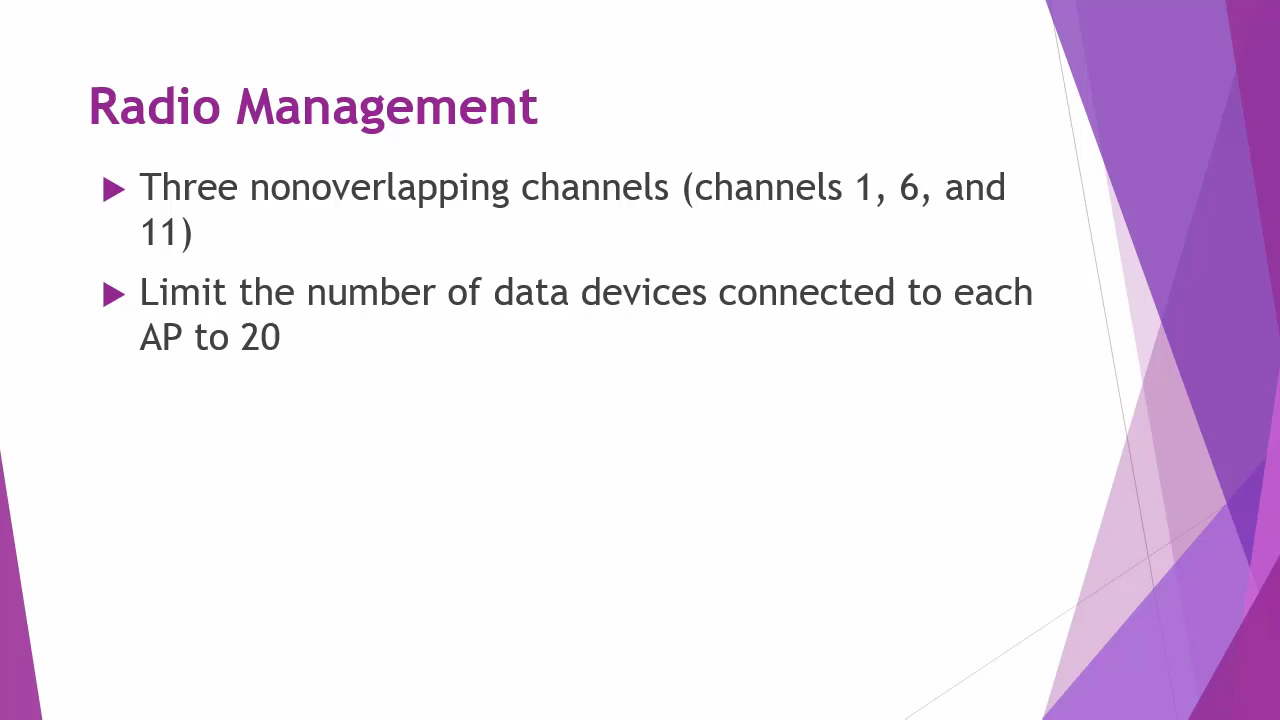 Radio Management
Three nonoverlapping channels (channels 1, 6, and
11)
Limit the number of data devices connected to each
AP to 20